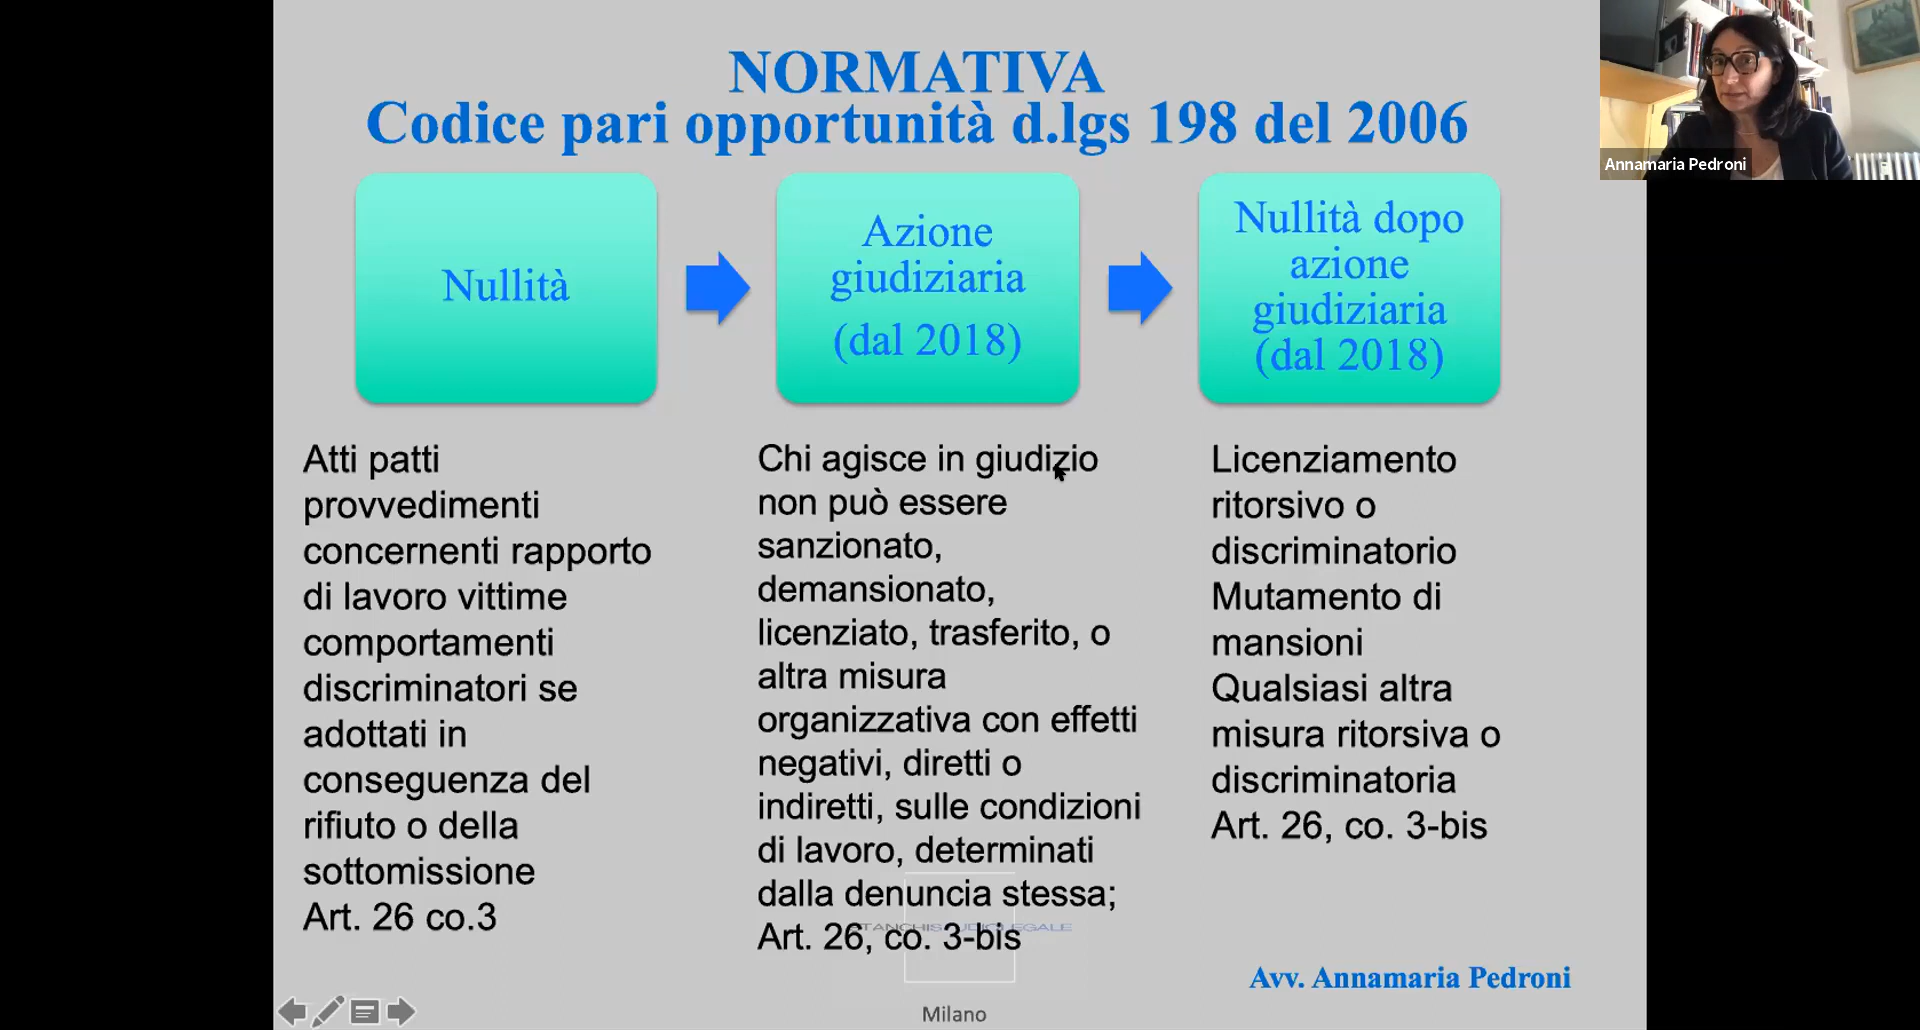 NORMATIVA
Codice pari opportunità d.lgs 198 del 2006
Annamaria Pedroni
Nullità
Azione
giudiziaria
(dal 2018)
Nullità dopo
azione
giudiziaria
(dal 2018)
Atti patti
provvedimenti
concernenti rapporto
di lavoro vittime
comportamenti
discriminatori se
adottati in
conseguenza del
rifiuto o della
sottomissione
Art. 26 co.3
Chi agisce in giudizio
non può essere
sanzionato,
demansionato,
licenziato, trasferito, o
altra misura
organizzativa con effetti
negativi, diretti o
indiretti, sulle condizioni
di lavoro, determinati
dalla denuncia stessa;
Art. 26, co. 3-bis
Licenziamento
ritorsivo o
discriminatorio
Mutamento di
mansioni
Qualsiasi altra
misura ritorsiva o
discriminatoria
Art. 26, co. 3-bis
Avv. Annamaria Pedroni
Milano